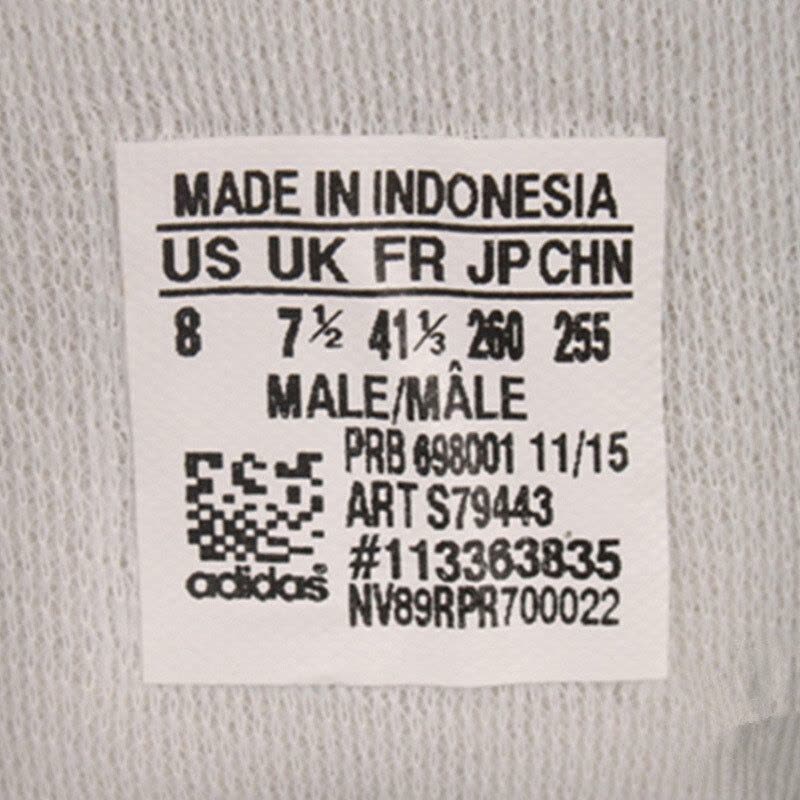 MADE IN INDONESIA
US UK FR JP CHN
8 7½ 41⅓ 260 255
MALE/MÂLE
PRB 698001 11/15
ART S79443
#113363835
adidas®
NV89RPR700022